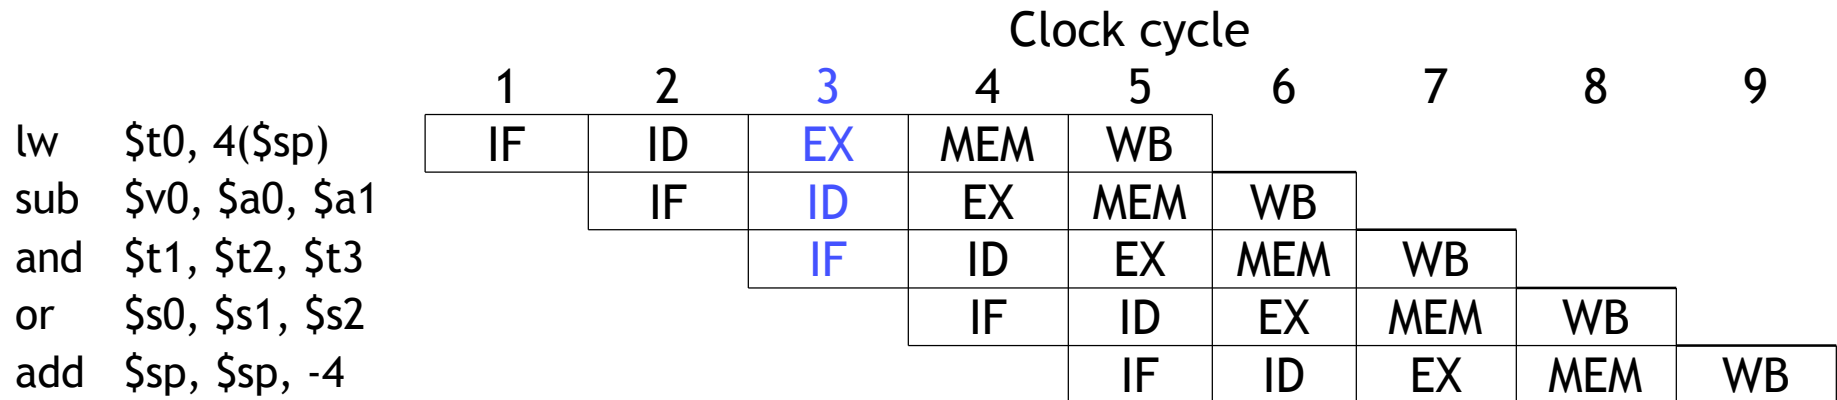 Clock cycle
1 2 3 4 5 6 7 8 9
lw $t0, 4($sp) IF ID EX MEM WB
sub $v0, $a0, $a1 IF ID EX MEM WB
and $t1, $t2, $t3 IF ID EX MEM WB
or $s0, $s1, $s2 IF ID EX MEM WB
add $sp, $sp, -4 IF ID EX MEM WB